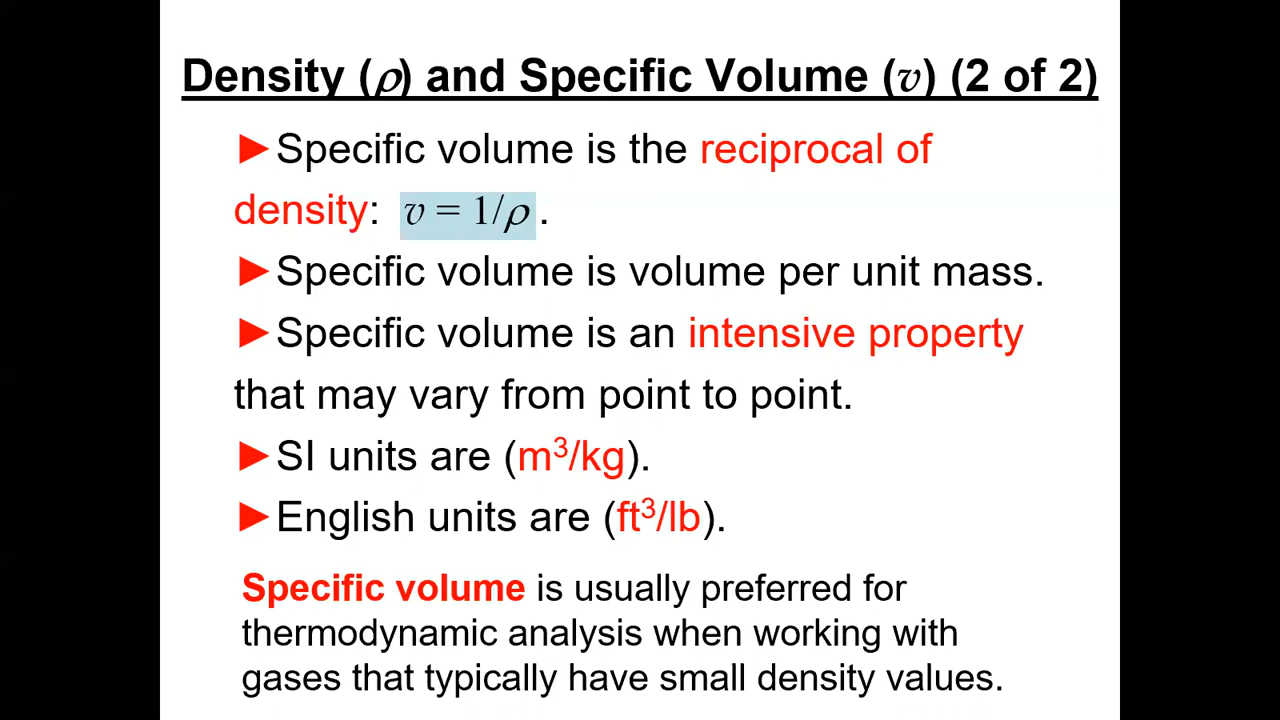 Density (ρ) and Specific Volume (v) (2 of 2)
►Specific volume is the reciprocal of
density: v = 1/ρ.
►Specific volume is volume per unit mass.
►Specific volume is an intensive property
that may vary from point to point.
►SI units are (m³/kg).
►English units are (ft³/lb).
Specific volume is usually preferred for
thermodynamic analysis when working with
gases that typically have small density values.